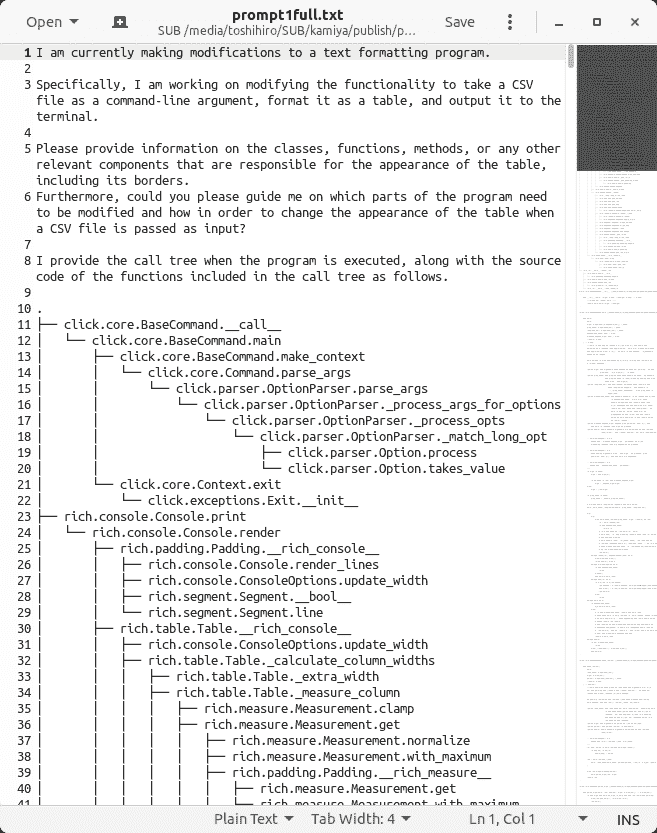 Open
prompt1full.txt
SUB /media/toshihiro/SUB/kamiya/publish/p…
Save
1 I am currently making modifications to a text formatting program.
2
3 Specifically, I am working on modifying the functionality to take a CSV
file as a command-line argument, format it as a table, and output it to the
terminal.
4
5 Please provide information on the classes, functions, methods, or any other
relevant components that are responsible for the appearance of the table,
including its borders.
6 Furthermore, could you please guide me on which parts of the program need
to be modified and how in order to change the appearance of the table when
a CSV file is passed as input?
7
8 I provide the call tree when the program is executed, along with the source
code of the functions included in the call tree as follows.
9
10 .
11 ├── click.core.BaseCommand.__call__
12 │   └── click.core.BaseCommand.main
13 │       ├── click.core.BaseCommand.make_context
14 │       │   └── click.core.Command.parse_args
15 │       │       └── click.parser.OptionParser.parse_args
16 │       │           └── click.parser.OptionParser._process_args_for_options
17 │       │               └── click.parser.OptionParser._process_opts
18 │       │                   └── click.parser.OptionParser._match_long_opt
19 │       │                       ├── click.parser.Option.process
20 │       │                       └── click.parser.Option.takes_value
21 │       └── click.core.Context.exit
22 │           └── click.exceptions.Exit.__init__
23 ├── rich.console.Console.print
24 │   └── rich.console.Console.render
25 │       ├── rich.padding.Padding.__rich_console__
26 │       │   ├── rich.console.Console.render_lines
27 │       │   ├── rich.console.ConsoleOptions.update_width
28 │       │   ├── rich.segment.Segment.__bool__
29 │       │   └── rich.segment.Segment.line
30 │       ├── rich.table.Table.__rich_console__
31 │       │   ├── rich.console.ConsoleOptions.update_width
32 │       │   ├── rich.table.Table._calculate_column_widths
33 │       │   │   ├── rich.table.Table._extra_width
34 │       │   │   ├── rich.table.Table._measure_column
35 │       │   │   │   ├── rich.measure.Measurement.clamp
36 │       │   │   │   ├── rich.measure.Measurement.get
37 │       │   │   │   │   ├── rich.measure.Measurement.normalize
38 │       │   │   │   │   ├── rich.measure.Measurement.with_maximum
39 │       │   │   │   │   ├── rich.padding.Padding.__rich_measure__
40 │       │   │   │   │   │   ├── rich.measure.Measurement.get
41 │       │   │   │   │   │   └── rich.measure.Measurement.with_maximum
Plain Text
Tab Width: 4
Ln 1, Col 1
INS